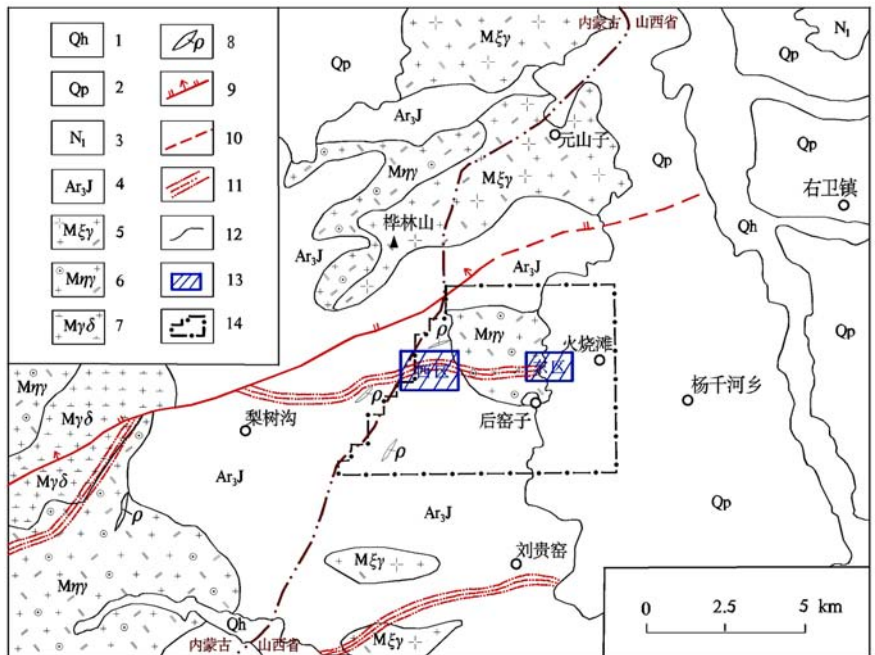 Qh 1 ρ 8
Qp 2 9
N₁ 3 10
Ar₃J 4 11
Mξγ 5 12
Mηγ 6 13
Mγδ 7 14
内蒙古 山西省
Mξγ
N₁
Qp
Qp
Ar₃J
元山子
Qp
Qp
Mηγ
Mξγ
右卫镇
桦林山
Qh
Ar₃J
Ar₃J
ρ
Mηγ
火烧滩
Qp
西区
东区
Mηγ
ρ
杨千河乡
Mγδ
梨树沟
后窑子
ρ
Mγδ
Ar₃J
Qp
ρ
Ar₃J
刘贵窑
Mξγ
Mηγ
Qh
内蒙古 山西省
Mξγ
0 2.5 5 km